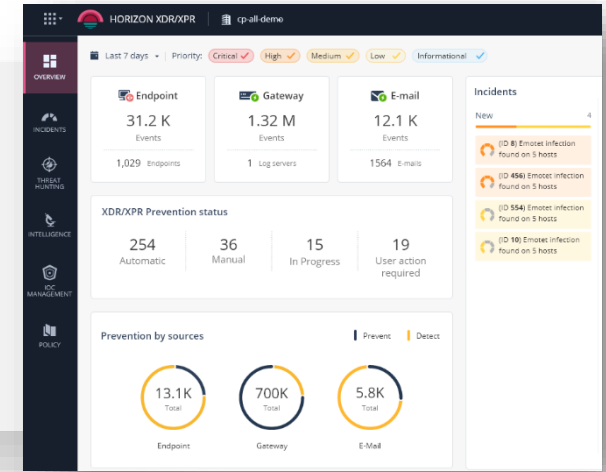 HORIZON XDR/XPR
cp-all-demo
Last 7 days
Priority:
Critical
High
Medium
Low
Informational
OVERVIEW
INCIDENTS
THREAT
HUNTING
INTELLIGENCE
IOC
MANAGEMENT
POLICY
Endpoint
31.2 K
Events
1,029 Endpoints
Gateway
1.32 M
Events
1 Log servers
E-mail
12.1 K
Events
1564 E-mails
XDR/XPR Prevention status
254
Automatic
36
Manual
15
In Progress
19
User action
required
Prevention by sources
Prevent
Detect
13.1K
Total
Endpoint
700K
Total
Gateway
5.8K
Total
E-Mail
Incidents
New 4
(ID 8) Emotet infection
found on 5 hosts
(ID 456) Emotet infection
found on 5 hosts
(ID 554) Emotet infection
found on 5 hosts
(ID 10) Emotet infection
found on 5 hosts